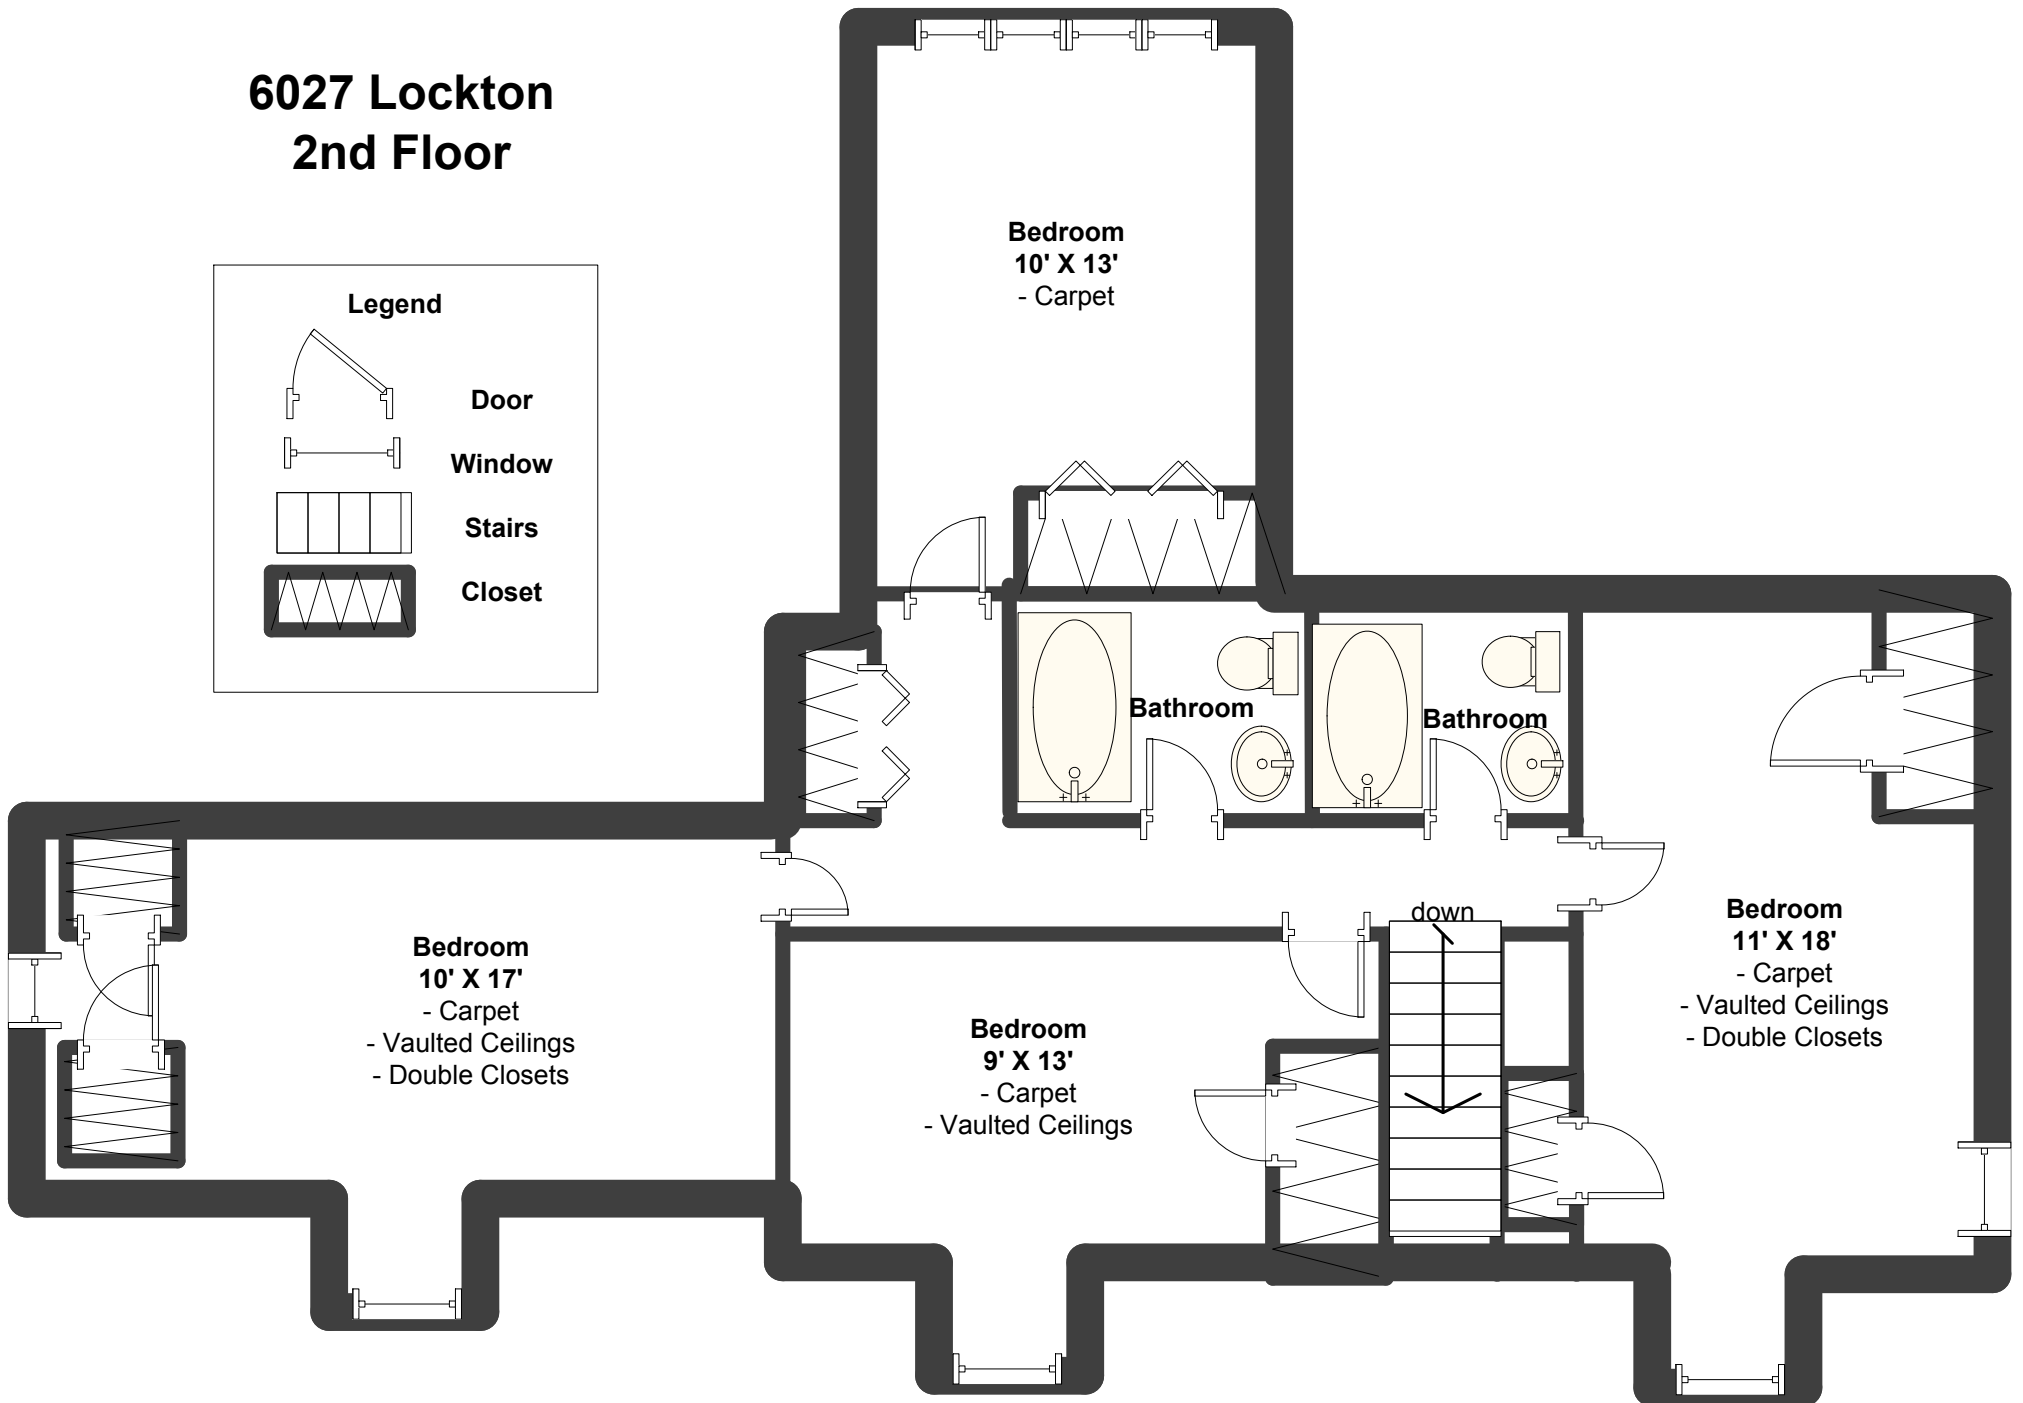 6027 Lockton
2nd Floor
Legend
Door
Window
Stairs
Closet
Bedroom
10' X 13'
- Carpet
Bathroom
Bathroom
Bedroom
10' X 17'
- Carpet
- Vaulted Ceilings
- Double Closets
Bedroom
9' X 13'
- Carpet
- Vaulted Ceilings
down
Bedroom
11' X 18'
- Carpet
- Vaulted Ceilings
- Double Closets